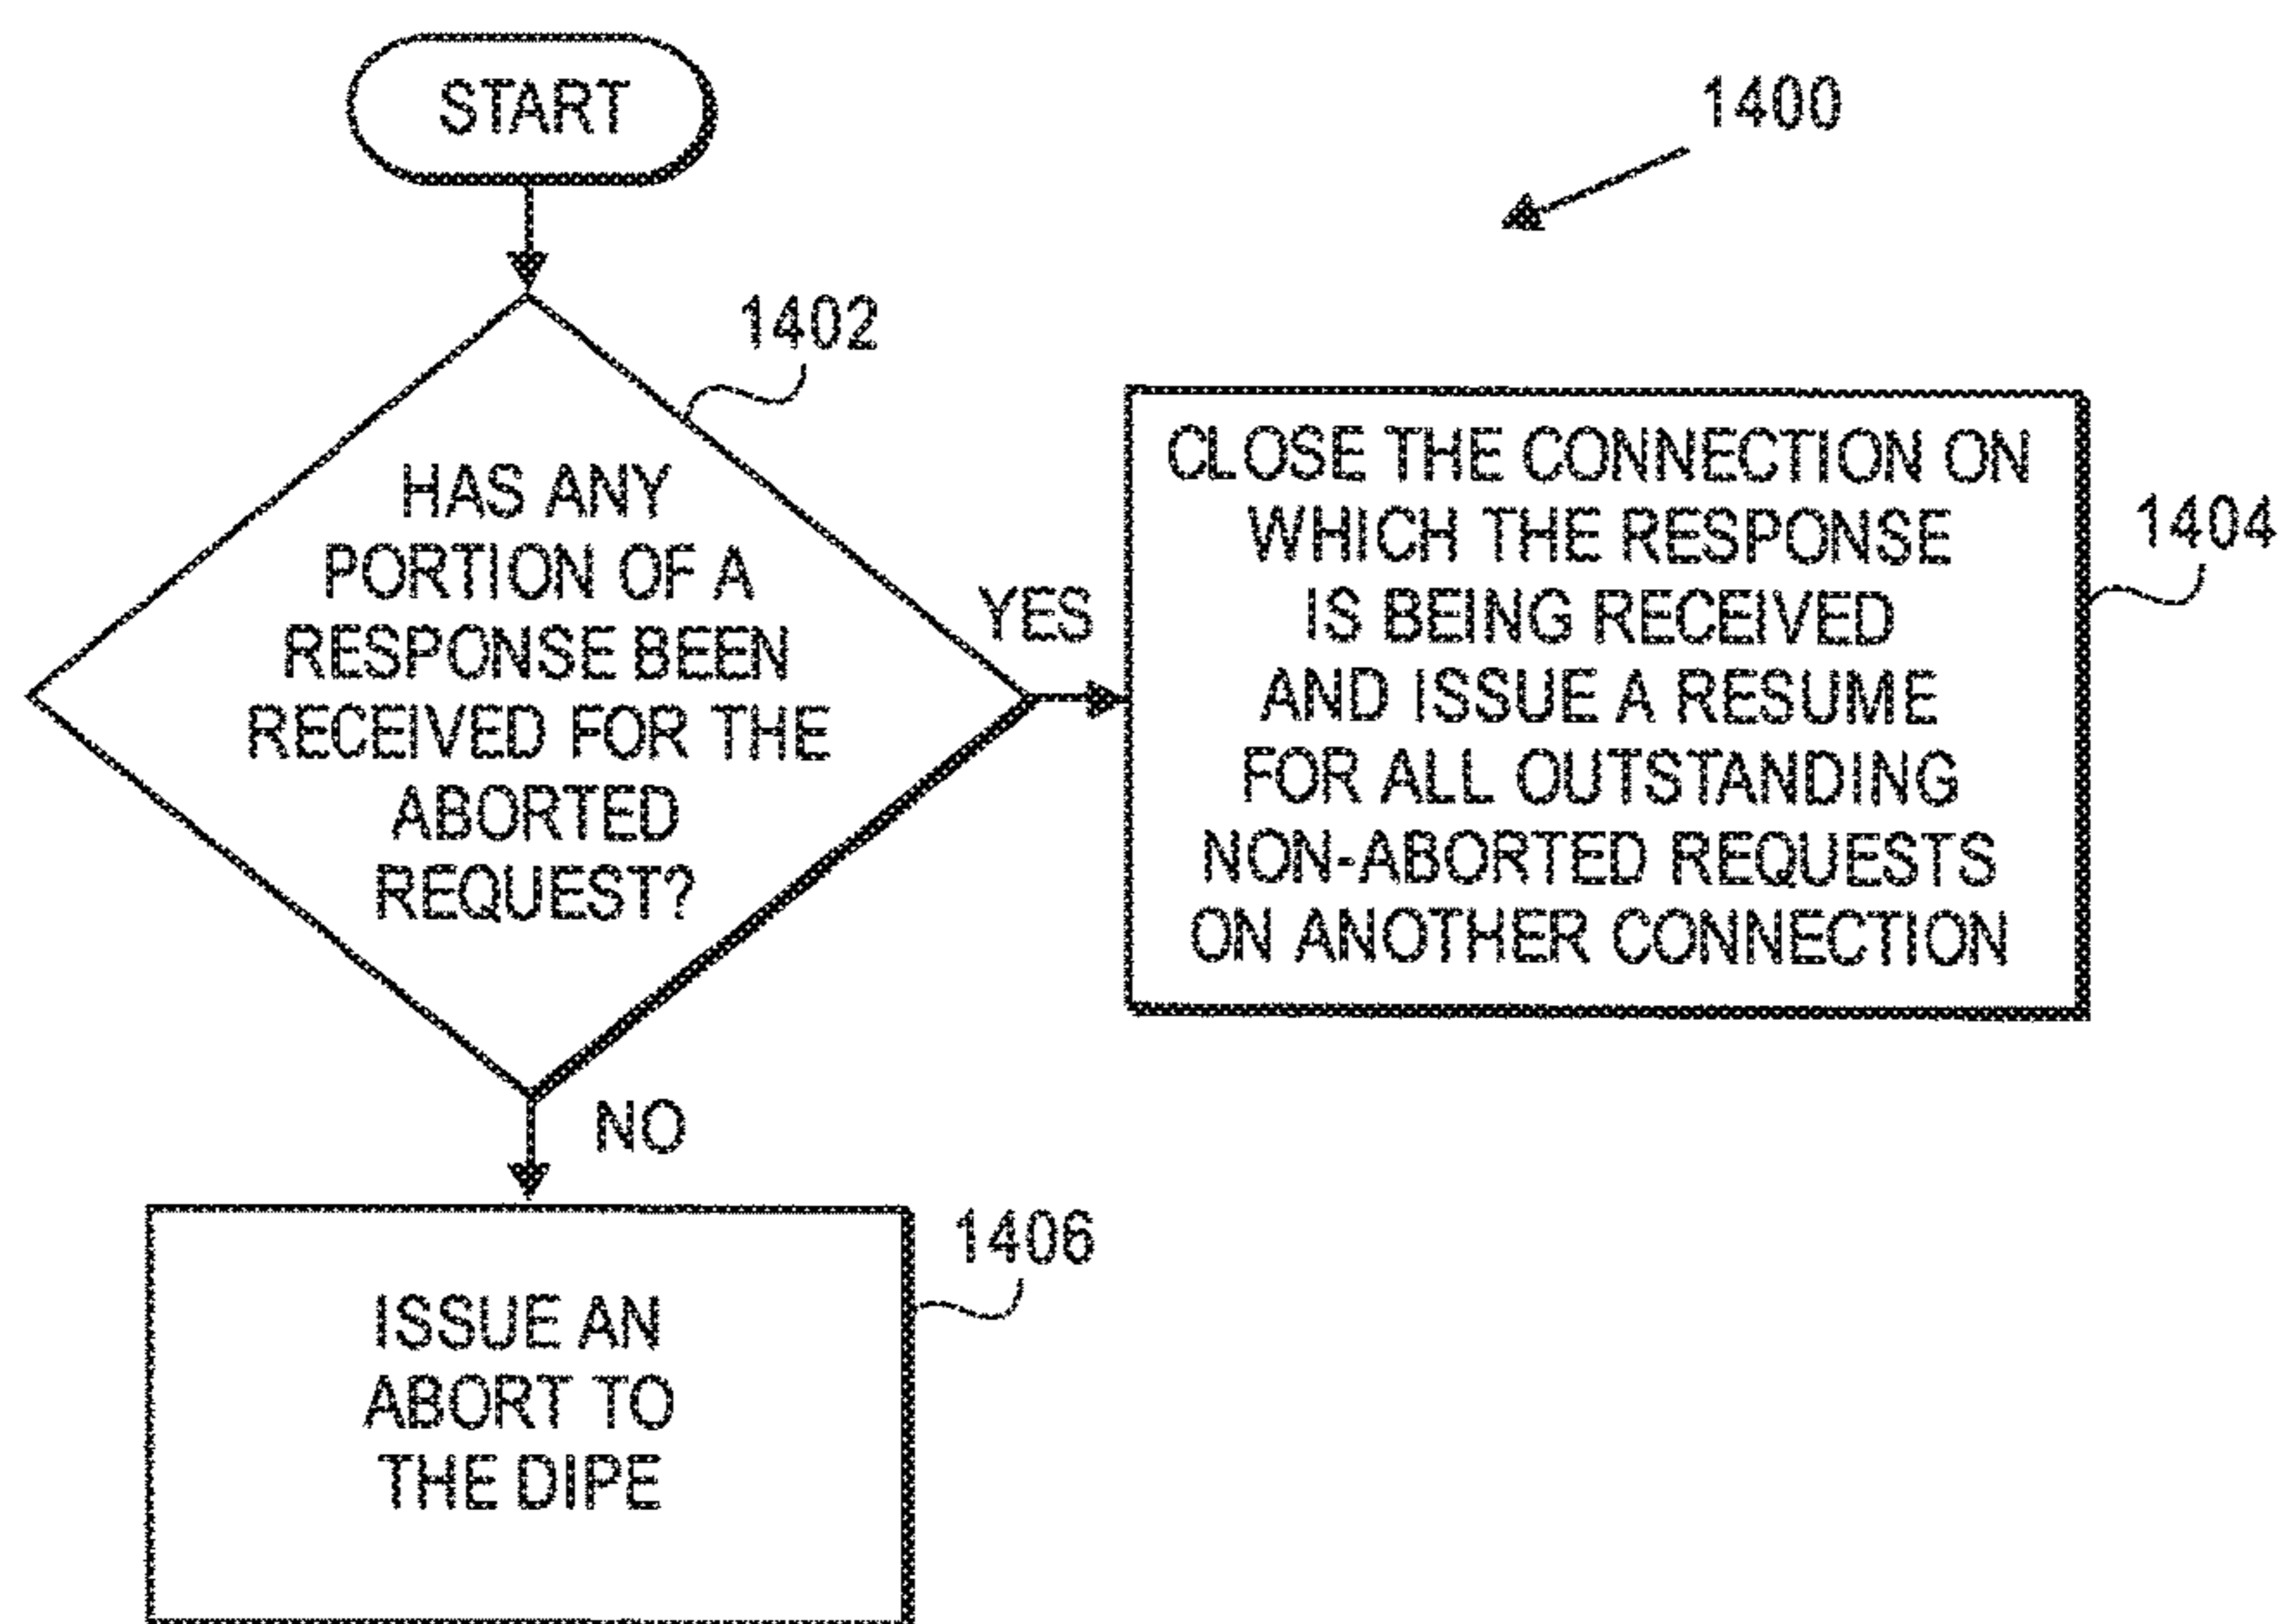 START
1400
1402
HAS ANY
PORTION OF A
RESPONSE BEEN
RECEIVED FOR THE
ABORTED
REQUEST?
YES
CLOSE THE CONNECTION ON
WHICH THE RESPONSE
IS BEING RECEIVED
AND ISSUE A RESUME
FOR ALL OUTSTANDING
NON-ABORTED REQUESTS
ON ANOTHER CONNECTION
1404
NO
1406
ISSUE AN
ABORT TO
THE DIPE